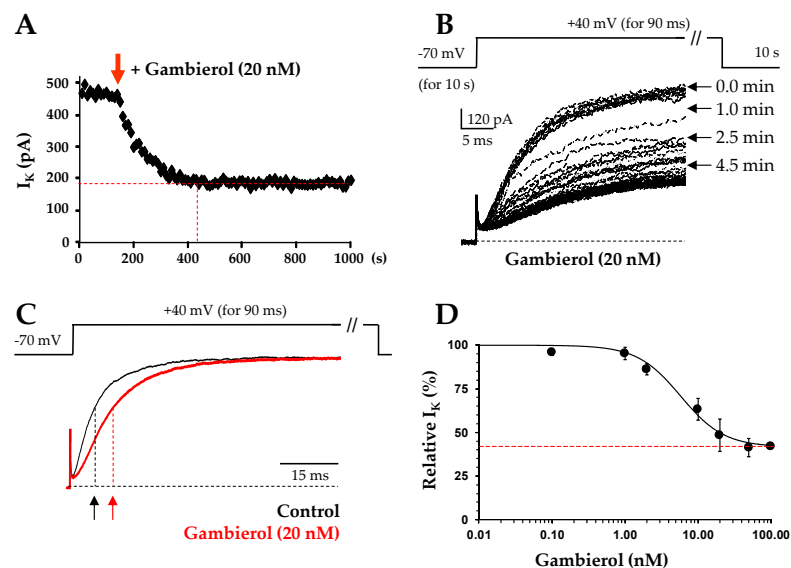 A
+ Gambierol (20 nM)
500
400
300
200
100
0
I_K (pA)
0 200 400 600 800 1000 (s)
B
+40 mV (for 90 ms)
//
-70 mV
10 s
(for 10 s)
120 pA
5 ms
0.0 min
1.0 min
2.5 min
4.5 min
Gambierol (20 nM)
C
+40 mV (for 90 ms)
//
-70 mV
15 ms
Control
Gambierol (20 nM)
D
100
75
50
25
0
Relative I_K (%)
0.01 0.10 1.00 10.00 100.00
Gambierol (nM)